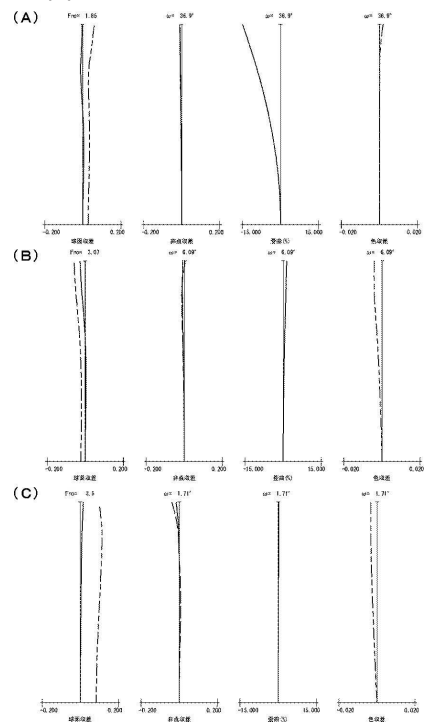 (A)
Fno= 1.85
ω= 36.9°
ω= 36.9°
ω= 36.9°
-0.200 0.200
球面収差
-0.200 0.200
非点収差
-15.000 15.000
歪曲(%)
-0.020 0.020
色収差
(B)
Fno= 3.07
ω= 6.09°
ω= 6.09°
ω= 6.09°
-0.200 0.200
球面収差
-0.200 0.200
非点収差
-15.000 15.000
歪曲(%)
-0.020 0.020
色収差
(C)
Fno= 3.5
ω= 1.71°
ω= 1.71°
ω= 1.71°
-0.200 0.200
球面収差
-0.200 0.200
非点収差
-15.000 15.000
歪曲(%)
-0.020 0.020
色収差